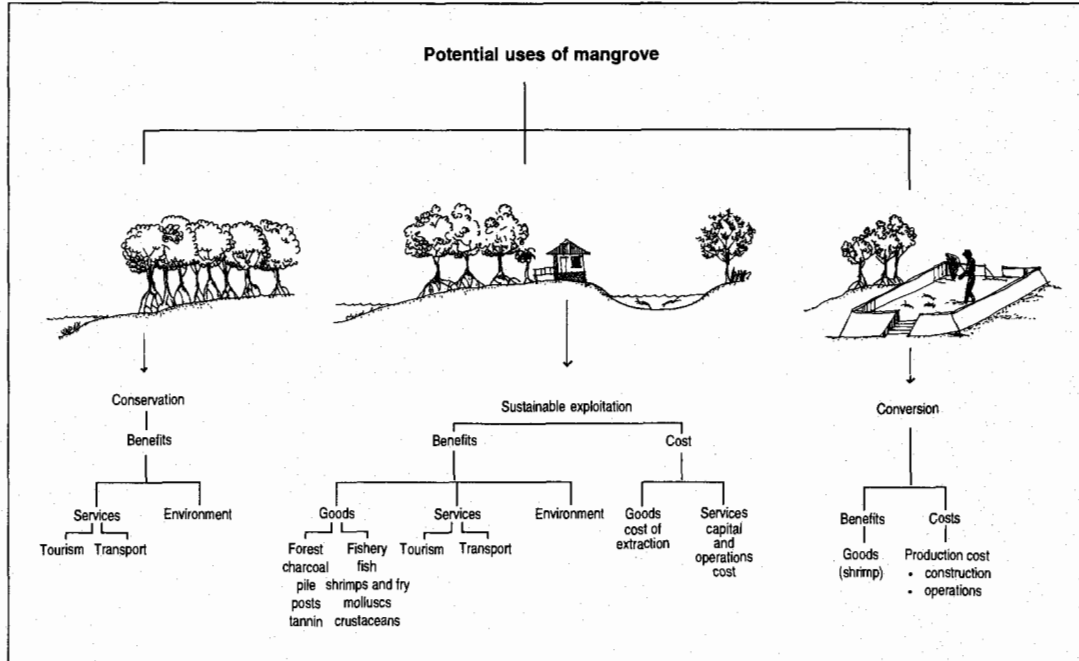 Potential uses of mangrove
Conservation
Benefits
Services
Environment
Tourism Transport
Sustainable exploitation
Benefits
Cost
Goods
Services
Environment
Forest
charcoal
pile
posts
tannin
Fishery
fish
shrimps and fry
molluscs
crustaceans
Tourism
Transport
Goods
cost of
extraction
Services
capital
and
operations
cost
Conversion
Benefits
Costs
Goods
(shrimp)
Production cost
• construction
• operations